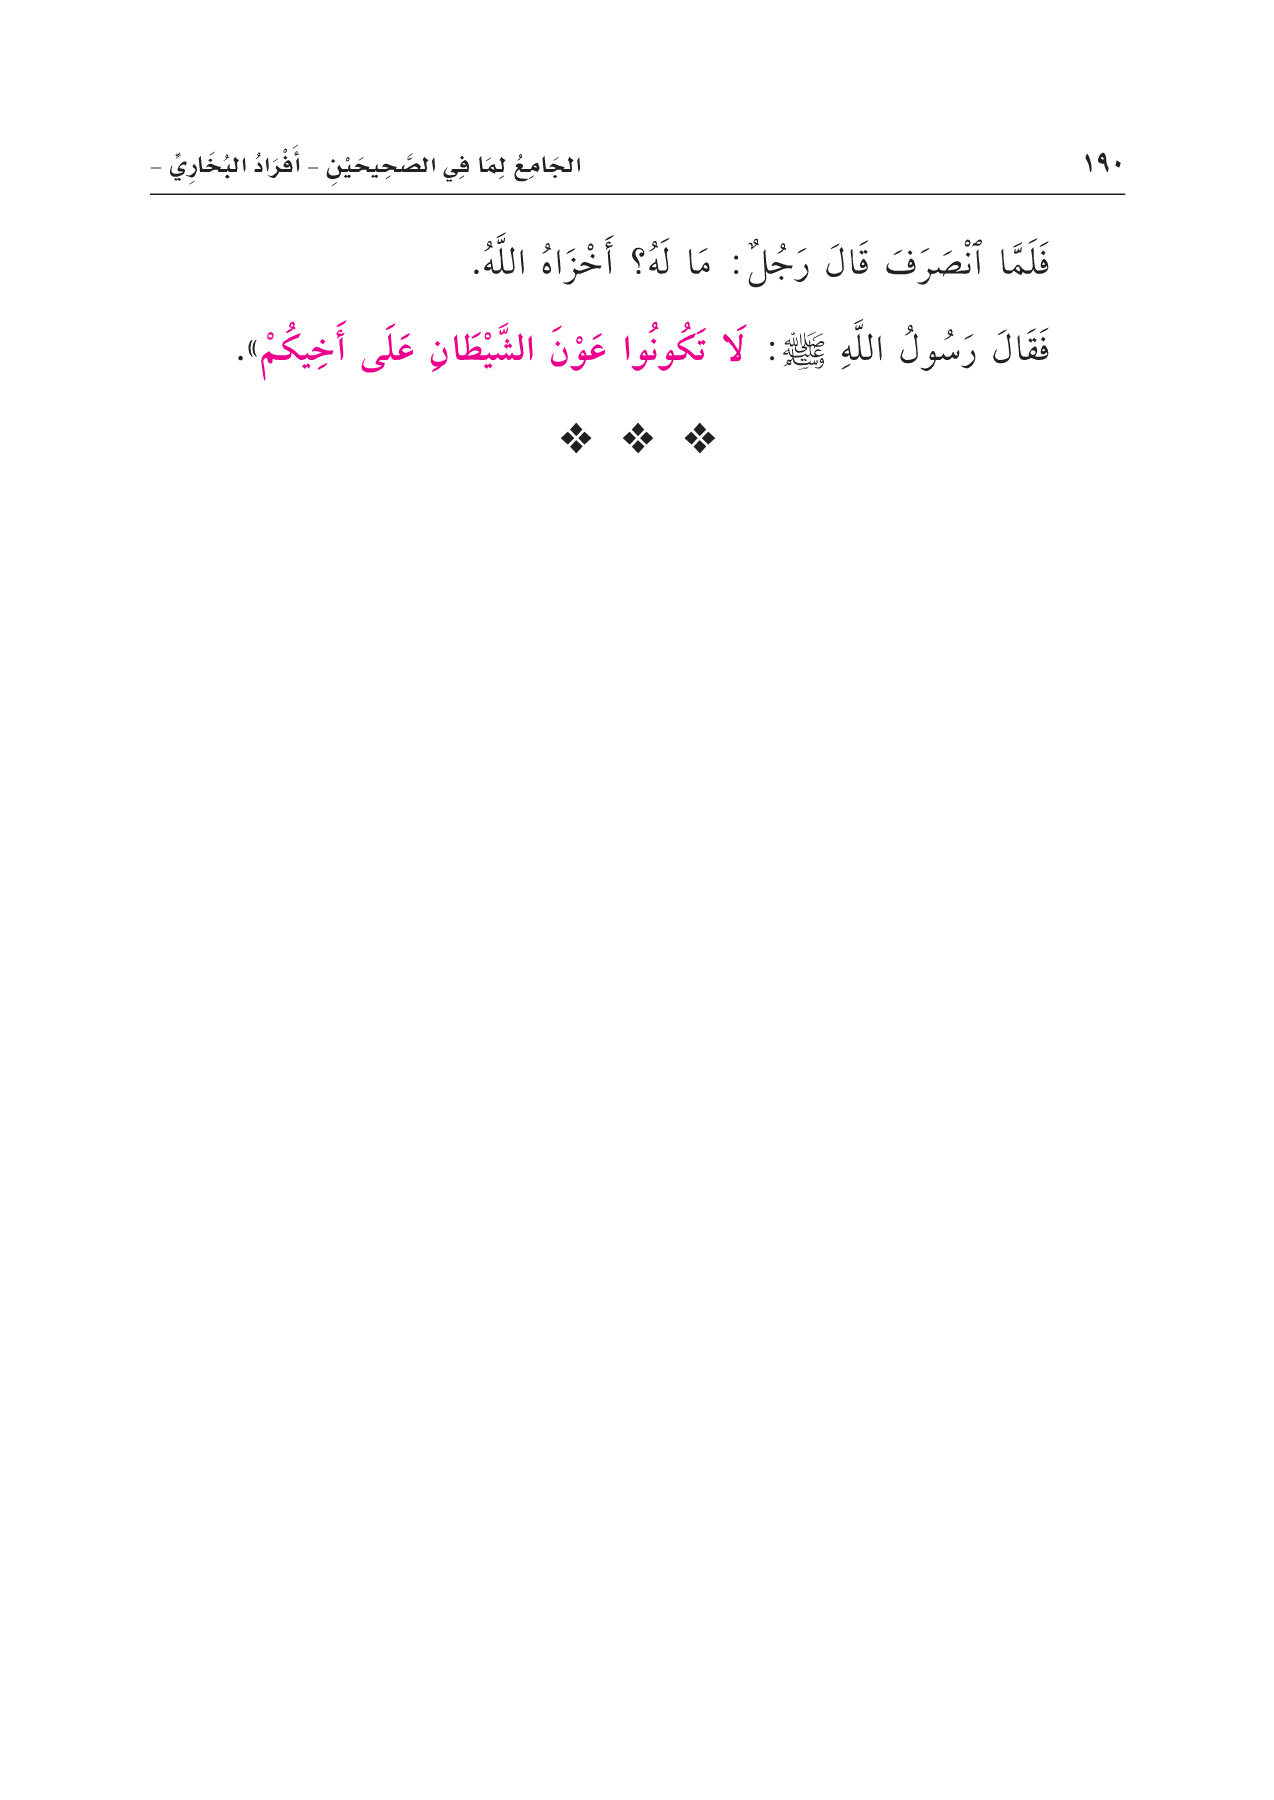 ١٩٠
الجَامِعُ لِمَا فِي الصَّحِيحَيْنِ - أَفْرَادُ البُخَارِيِّ -
فَلَمَّا ٱنْصَرَفَ قَالَ رَجُلٌ: مَا لَهُ؟ أَخْزَاهُ اللَّهُ.
فَقَالَ رَسُولُ اللَّهِ ﷺ: لَا تَكُونُوا عَوْنَ الشَّيْطَانِ عَلَى أَخِيكُمْ».